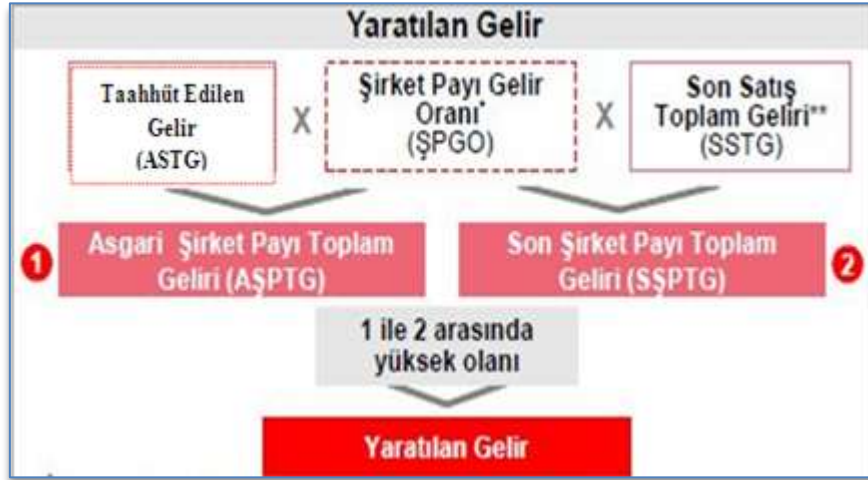 Yaratılan Gelir
Taahhüt Edilen
Gelir
(ASTG)
X
Şirket Payı Gelir
Oranı*
(ŞPGO)
X
Son Satış
Toplam Geliri**
(SSTG)
1
Asgari Şirket Payı Toplam
Geliri (AŞPTG)
Son Şirket Payı Toplam
Geliri (SŞPTG)
2
1 ile 2 arasında
yüksek olanı
Yaratılan Gelir